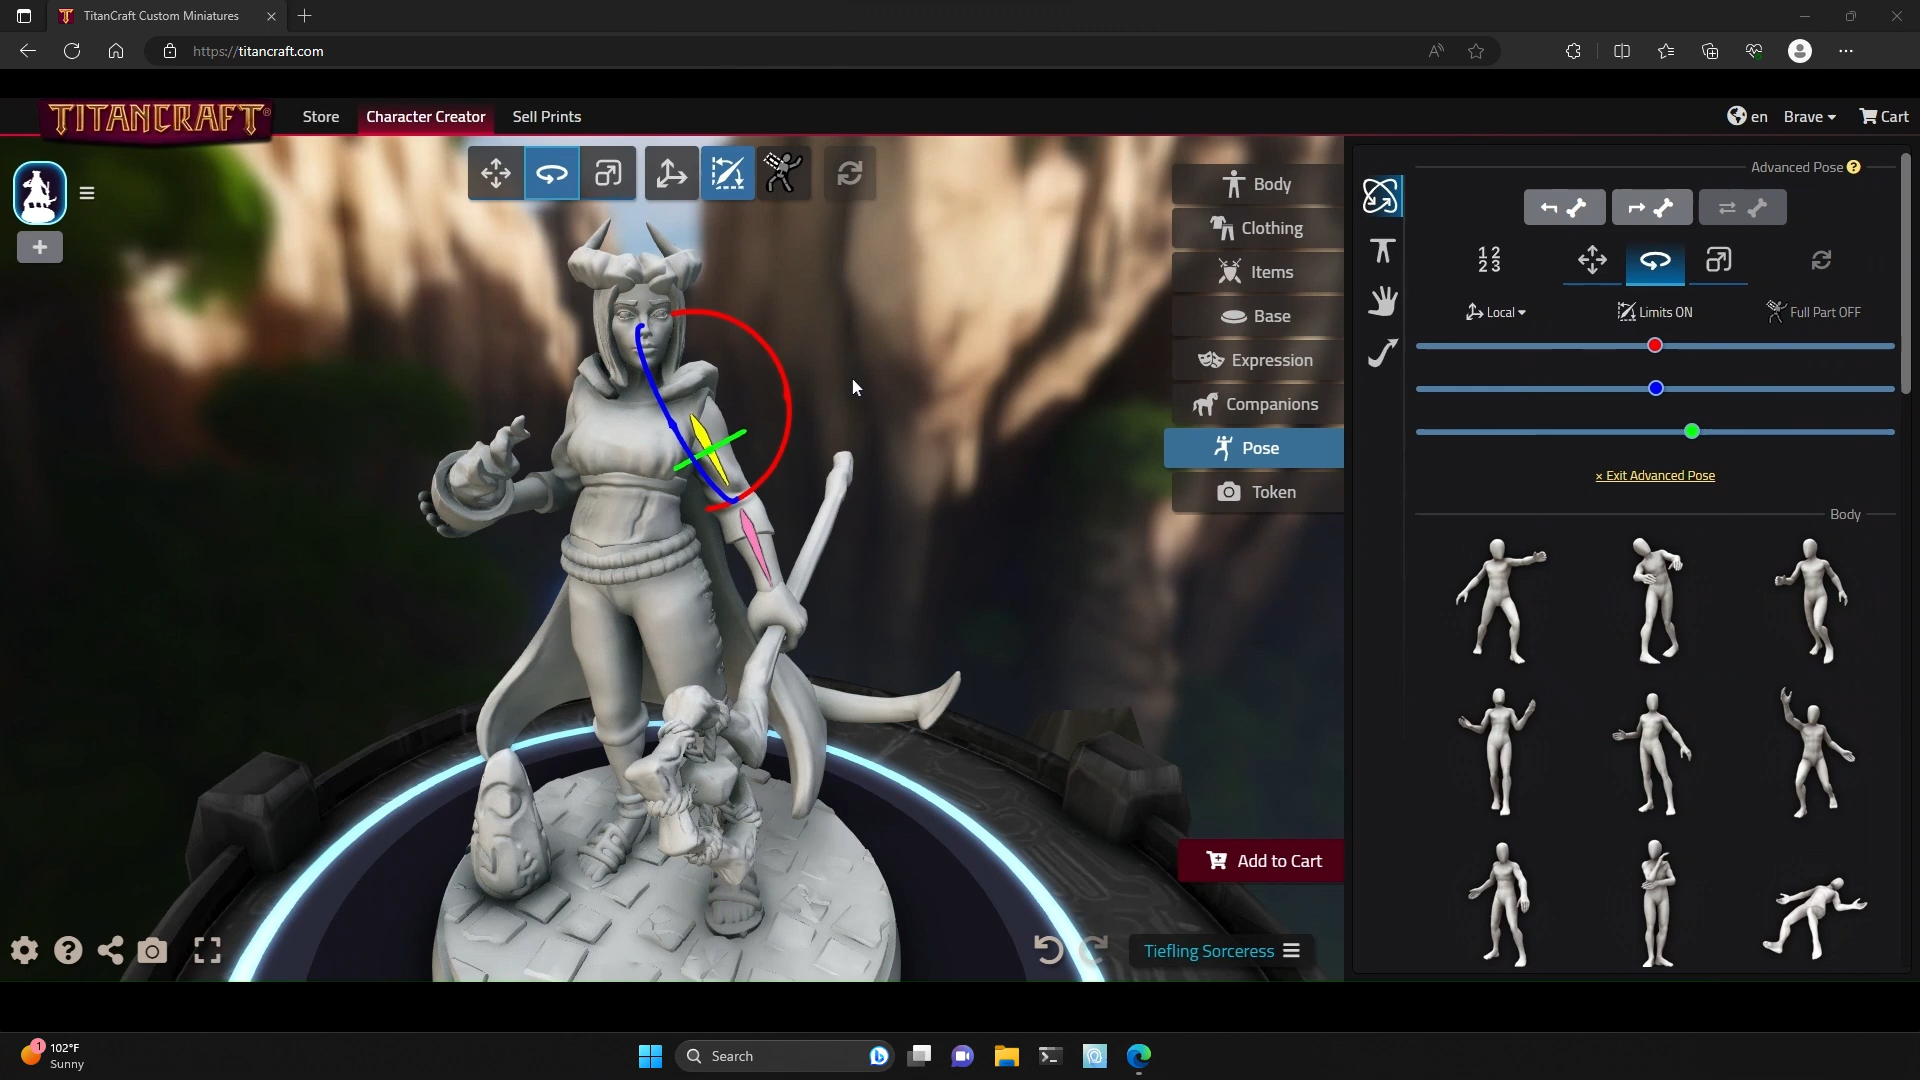 TitanCraft Custom Miniatures
https://titancraft.com
TITANCRAFT®
Store
Character Creator
Sell Prints
en
Brave
Cart
Body
Clothing
Items
Base
Expression
Companions
Pose
Token
Add to Cart
Tiefling Sorceress
Advanced Pose ?
1 2
2 3
Local
Limits ON
Full Part OFF
× Exit Advanced Pose
Body
1
102°F
Sunny
Search